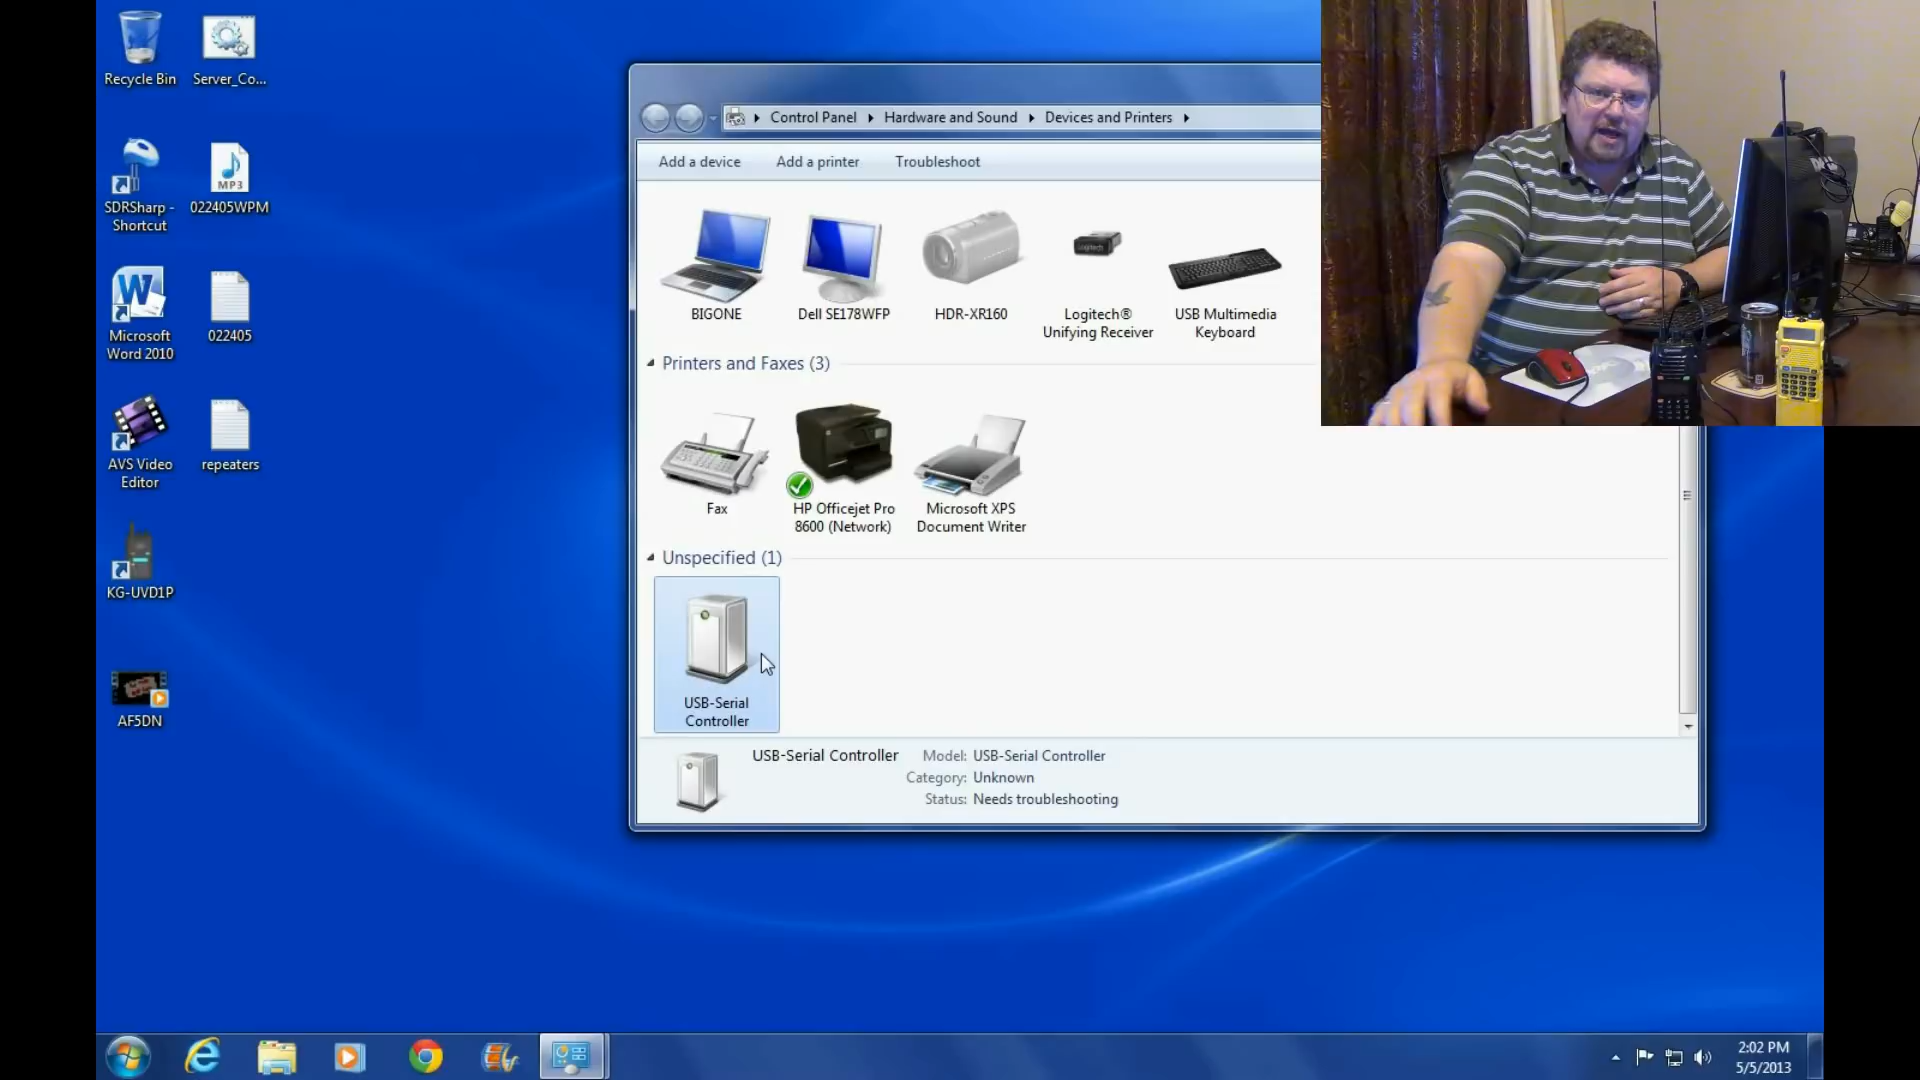 Recycle Bin
Server_Co...
SDRSharp -
Shortcut
MP3
022405WPM
Microsoft
Word 2010
022405
AVS Video
Editor
repeaters
KG-UVD1P
AF5DN
Control Panel
Hardware and Sound
Devices and Printers
Add a device
Add a printer
Troubleshoot
BIGONE
Dell SE178WFP
HDR-XR160
Logitech
Logitech®
Unifying Receiver
USB Multimedia
Keyboard
Printers and Faxes (3)
Fax
HP Officejet Pro
8600 (Network)
Microsoft XPS
Document Writer
Unspecified (1)
USB-Serial
Controller
USB-Serial Controller
Model: USB-Serial Controller
Category: Unknown
Status: Needs troubleshooting
2:02 PM
5/5/2013